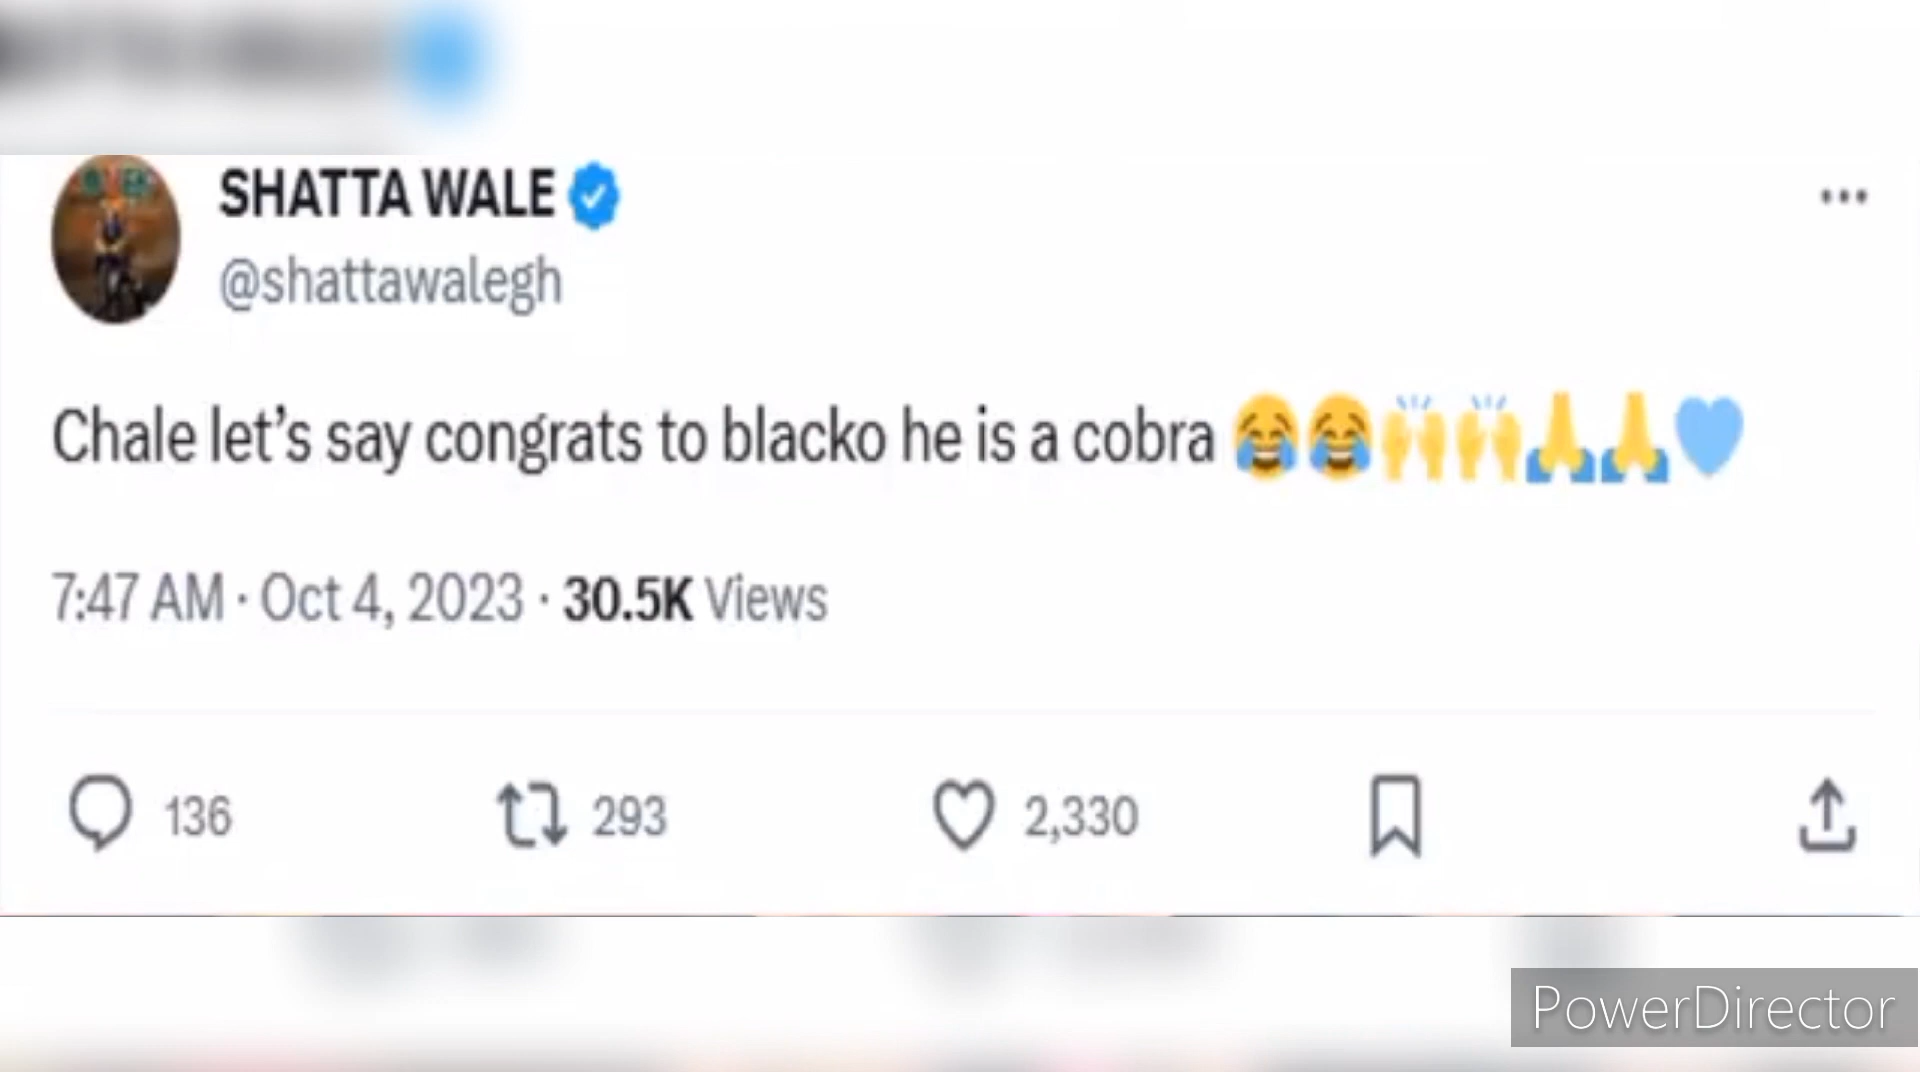 SHATTA WALE
@shattawalegh
Chale let’s say congrats to blacko he is a cobra 😂😂🙌🙌🙏🙏🩵
7:47 AM · Oct 4, 2023 · 30.5K Views
136 293 2,330
PowerDirector